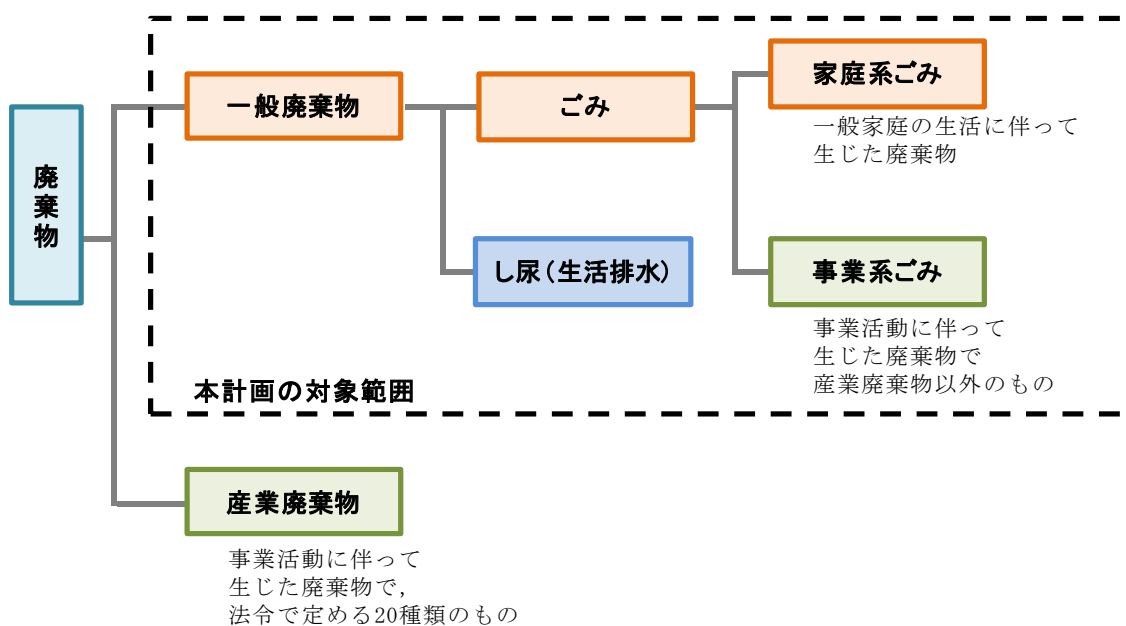 廃棄物
一般廃棄物
ごみ
家庭系ごみ
一般家庭の生活に伴って
生じた廃棄物
し尿(生活排水)
事業系ごみ
事業活動に伴って
生じた廃棄物で
産業廃棄物以外のもの
本計画の対象範囲
産業廃棄物
事業活動に伴って
生じた廃棄物で,
法令で定める20種類のもの